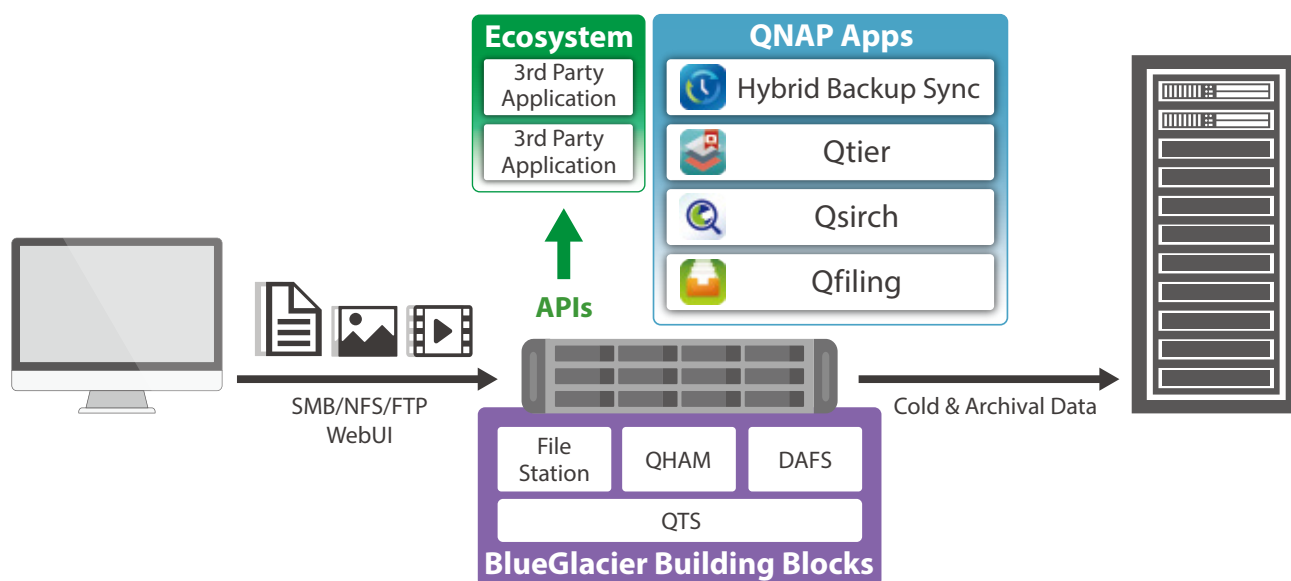 Ecosystem
3rd Party
Application
3rd Party
Application
QNAP Apps
Hybrid Backup Sync
Qtier
Qsirch
Qfiling
APIs
SMB/NFS/FTP
WebUI
Cold & Archival Data
File
Station
QHAM
DAFS
QTS
BlueGlacier Building Blocks